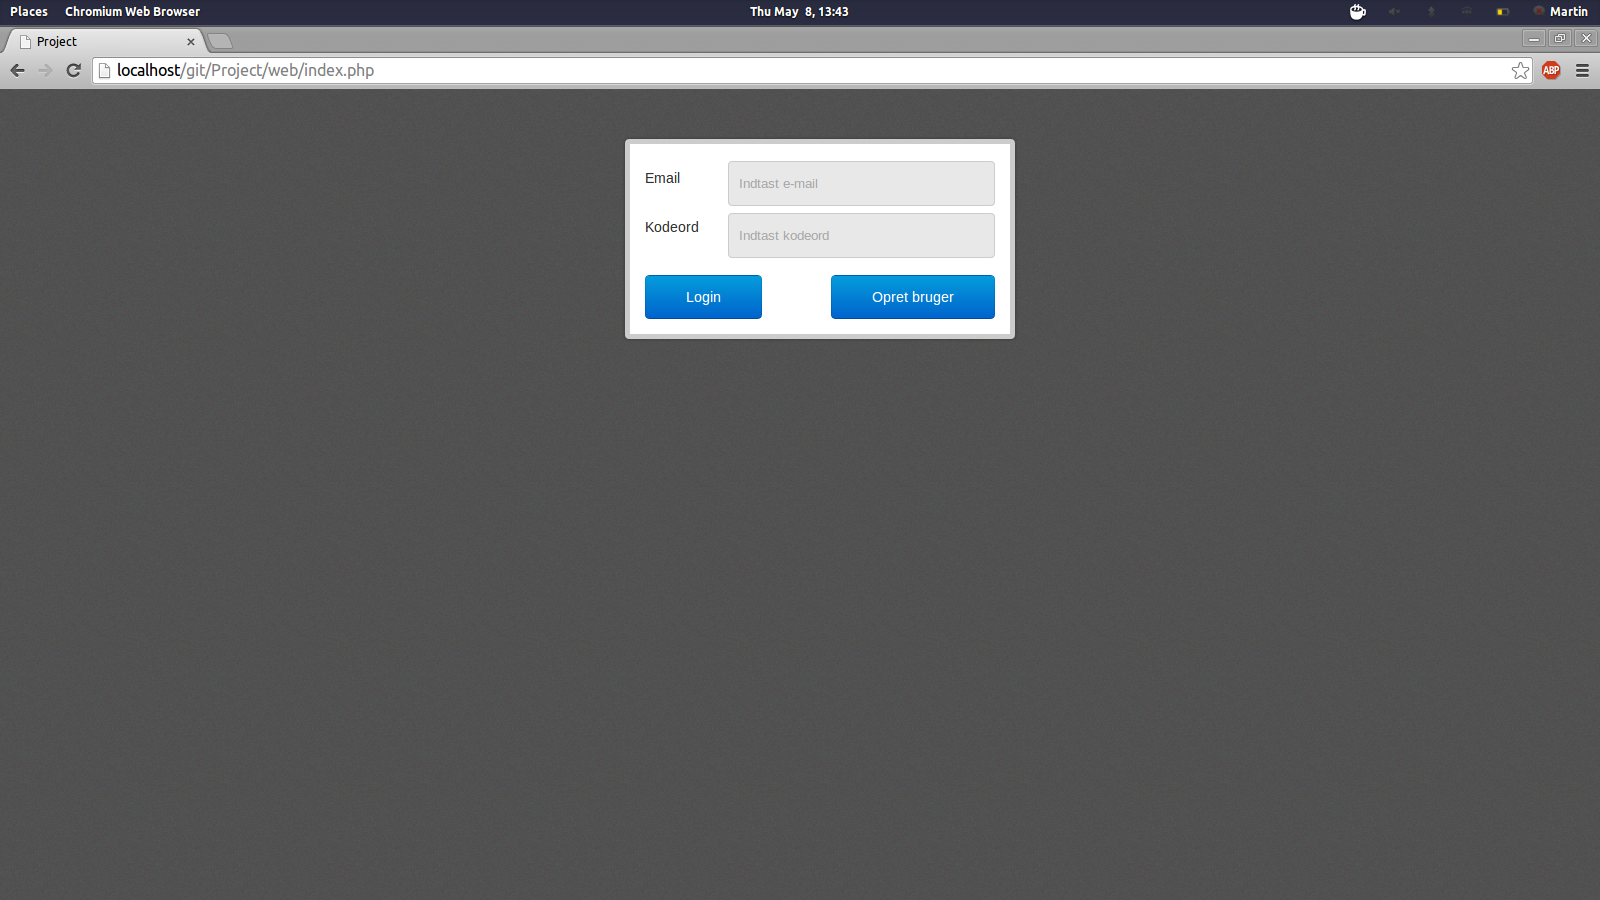 Places Chromium Web Browser Thu May 8, 13:43 Martin
Project
localhost/git/Project/web/index.php ABP
Email Indtast e-mail
Kodeord Indtast kodeord
Login Opret bruger